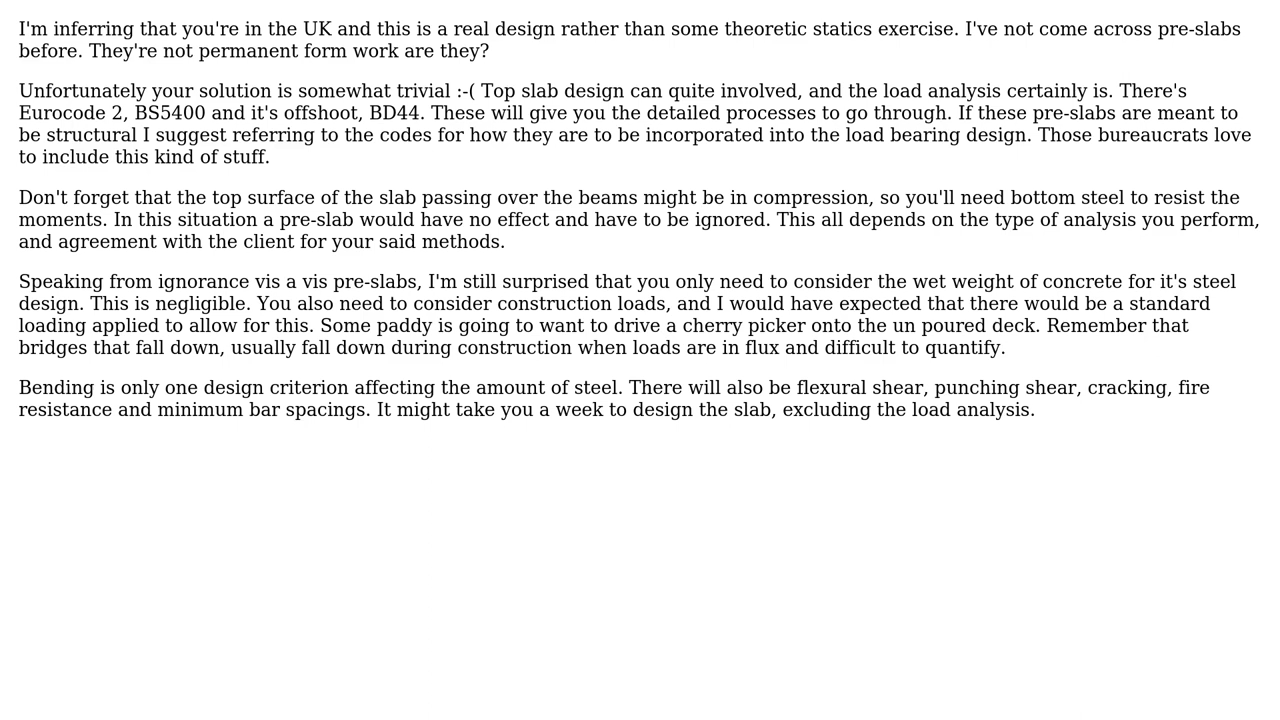 I'm inferring that you're in the UK and this is a real design rather than some theoretic statics exercise. I've not come across pre-slabs
before. They're not permanent form work are they?
Unfortunately your solution is somewhat trivial :-( Top slab design can quite involved, and the load analysis certainly is. There's
Eurocode 2, BS5400 and it's offshoot, BD44. These will give you the detailed processes to go through. If these pre-slabs are meant to
be structural I suggest referring to the codes for how they are to be incorporated into the load bearing design. Those bureaucrats love
to include this kind of stuff.
Don't forget that the top surface of the slab passing over the beams might be in compression, so you'll need bottom steel to resist the
moments. In this situation a pre-slab would have no effect and have to be ignored. This all depends on the type of analysis you perform,
and agreement with the client for your said methods.
Speaking from ignorance vis a vis pre-slabs, I'm still surprised that you only need to consider the wet weight of concrete for it's steel
design. This is negligible. You also need to consider construction loads, and I would have expected that there would be a standard
loading applied to allow for this. Some paddy is going to want to drive a cherry picker onto the un poured deck. Remember that
bridges that fall down, usually fall down during construction when loads are in flux and difficult to quantify.
Bending is only one design criterion affecting the amount of steel. There will also be flexural shear, punching shear, cracking, fire
resistance and minimum bar spacings. It might take you a week to design the slab, excluding the load analysis.